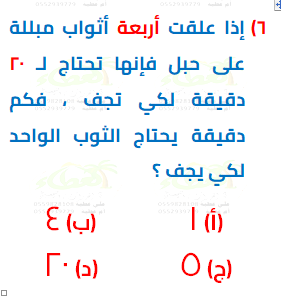 ٦) إذا علقت أربعة أثواب مبللة
على حبل فإنها تحتاج لـ ٢٠
دقيقة لكي تجف ، فكم
دقيقة يحتاج الثوب الواحد
لكي يجف ؟
(أ) ١ (ب) ٤
(ج) ٥ (د) ٢٠